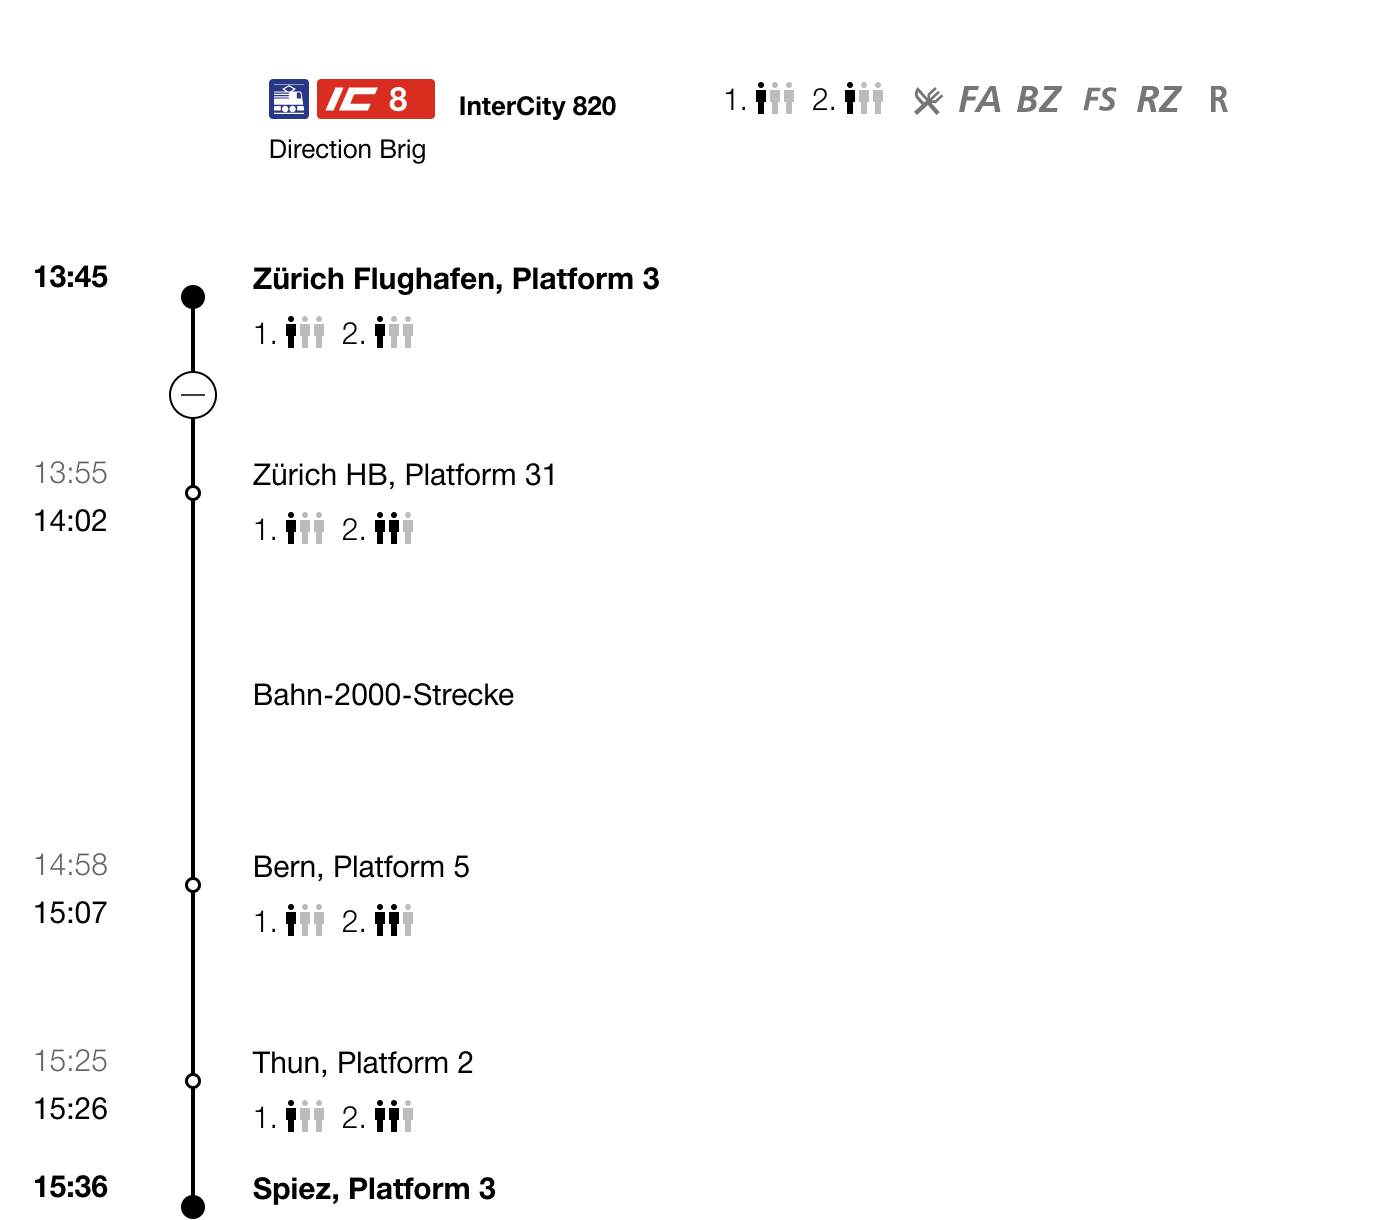 IC 8 InterCity 820 1. 2. FA BZ FS RZ R
Direction Brig
13:45 Zürich Flughafen, Platform 3
1. 2.
13:55 Zürich HB, Platform 31
14:02 1. 2.
Bahn-2000-Strecke
14:58 Bern, Platform 5
15:07 1. 2.
15:25 Thun, Platform 2
15:26 1. 2.
15:36 Spiez, Platform 3